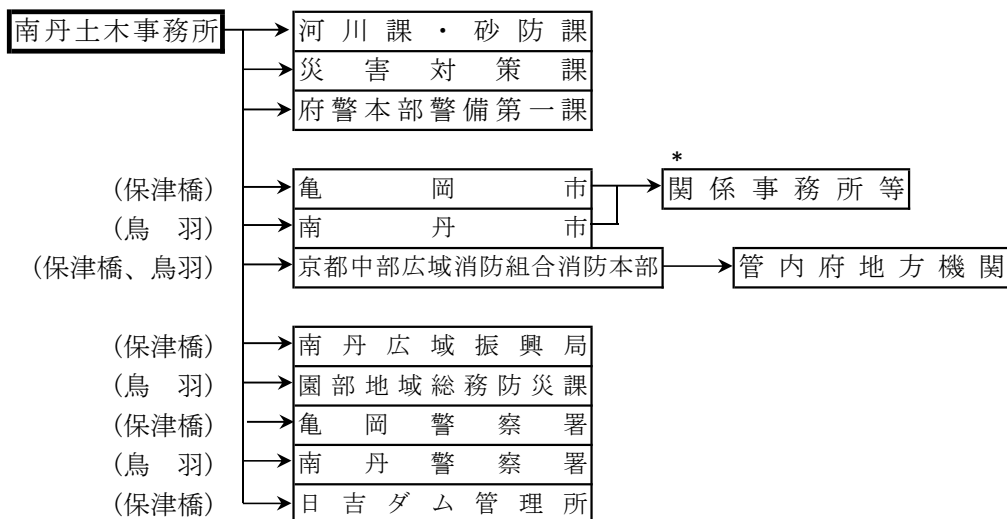 南丹土木事務所
河川課・砂防課
災害対策課
府警本部警備第一課
(保津橋) 亀岡市
*
関係事務所等
(鳥羽) 南丹市
(保津橋、鳥羽) 京都中部広域消防組合消防本部 管内府地方機関
(保津橋) 南丹広域振興局
(鳥羽) 園部地域総務防災課
(保津橋) 亀岡警察署
(鳥羽) 南丹警察署
(保津橋) 日吉ダム管理所